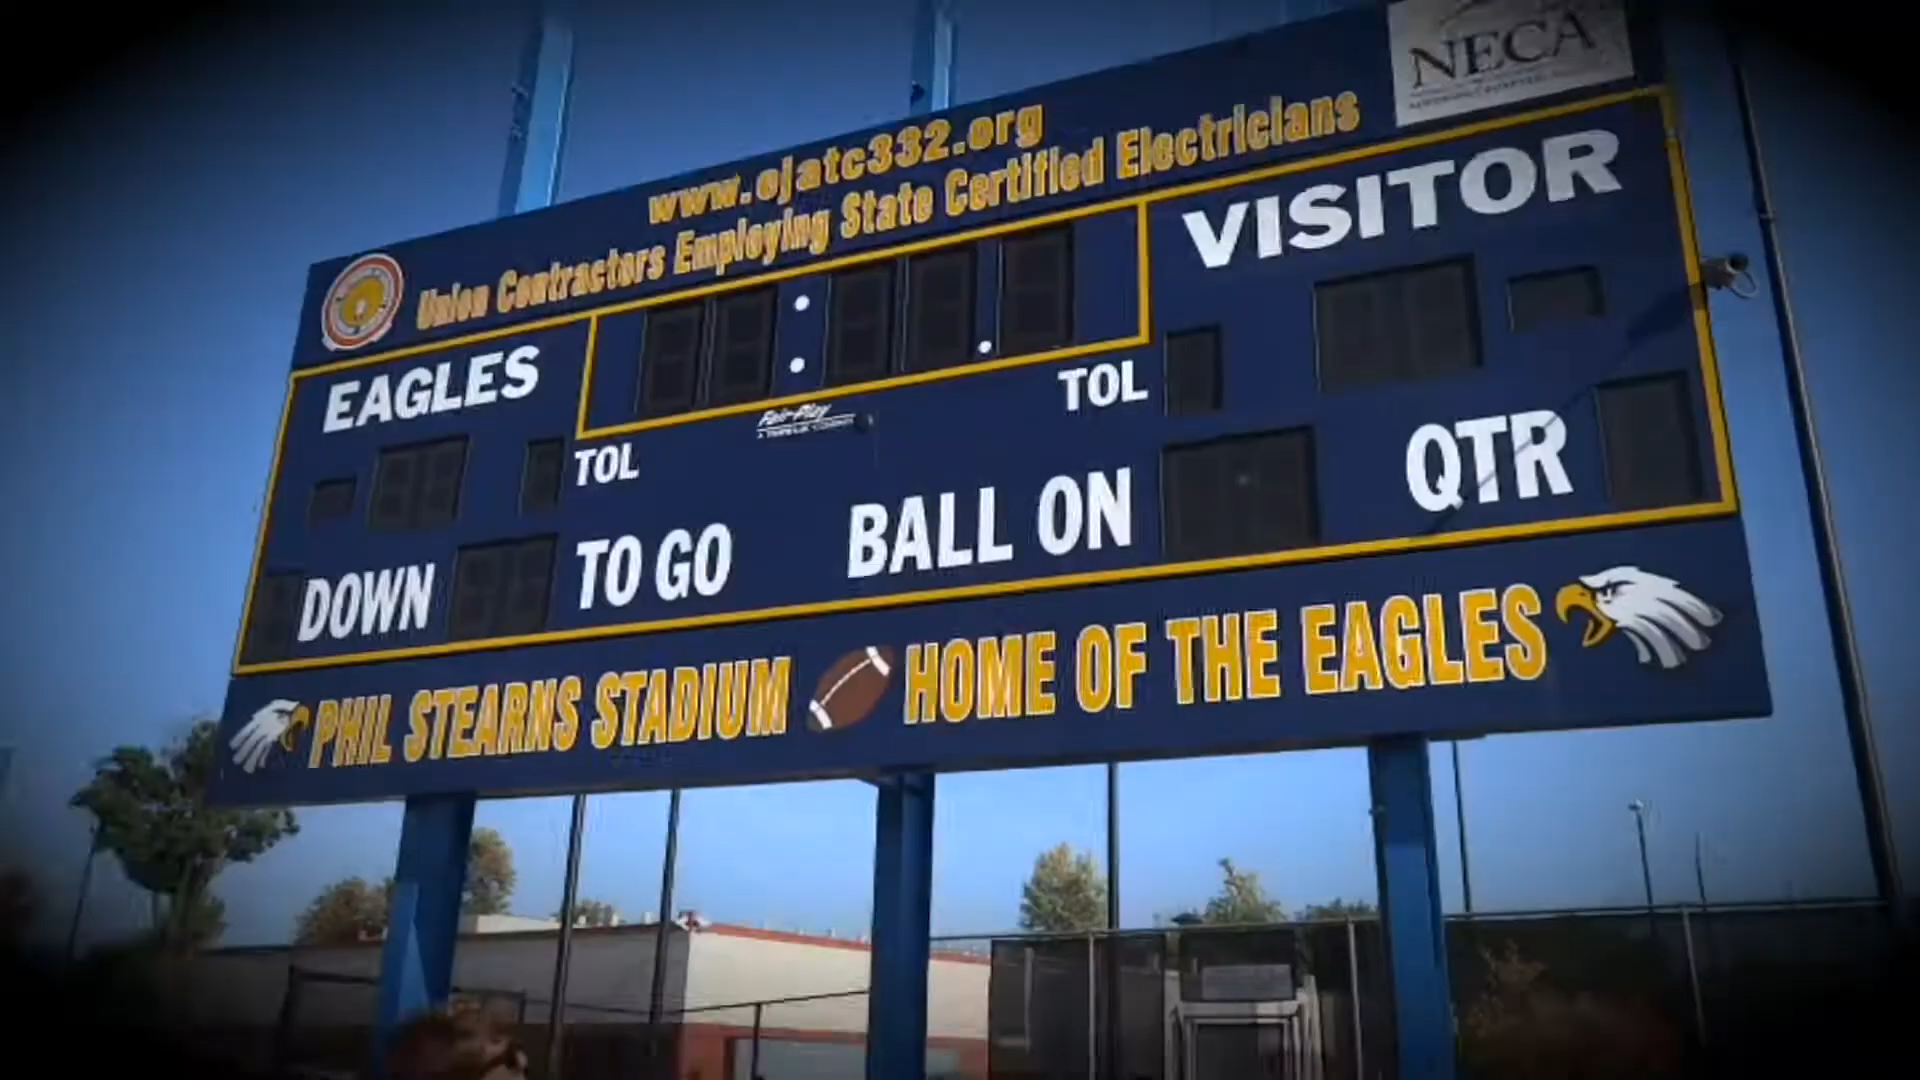 NECA
www.ejatc332.org
Union Contractors Employing State Certified Electricians
VISITOR
EAGLES
Fair-Play
TOL
TOL
DOWN
TO GO
BALL ON
QTR
PHIL STEARNS STADIUM
HOME OF THE EAGLES